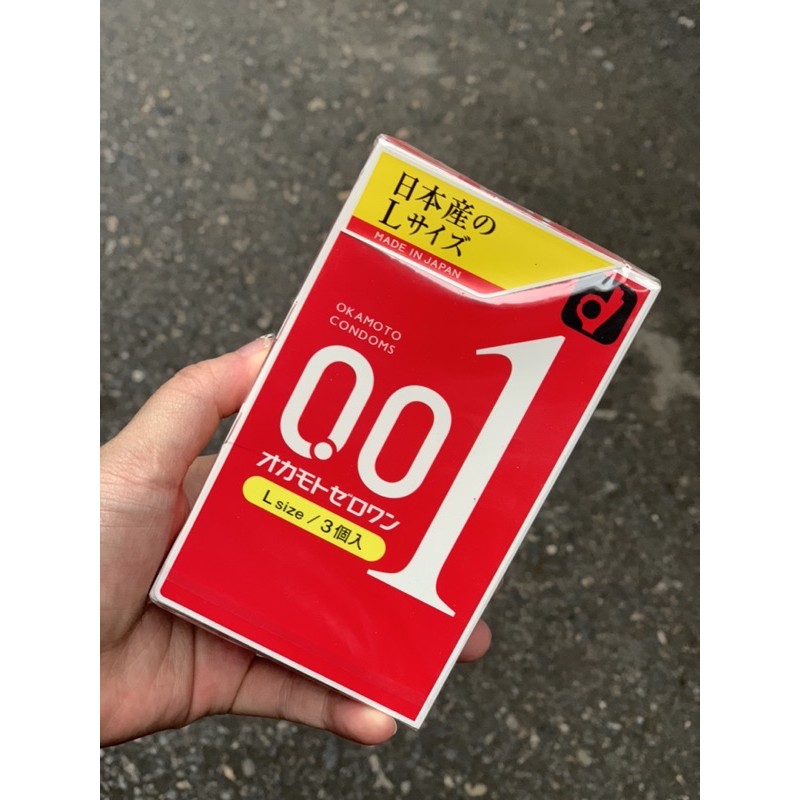 日本産の
Lサイズ
MADE IN JAPAN
OKAMOTO
CONDOMS
0.01
オカモトゼロワン
L size / 3個入